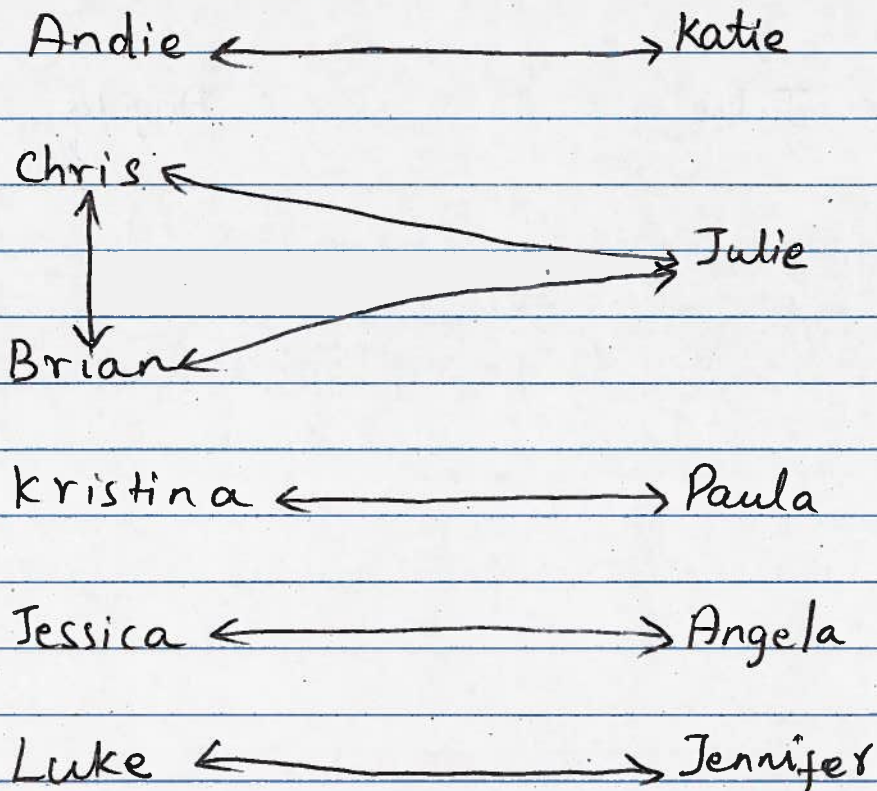 Andie Katie
Chris
Julie
Brian
Kristina Paula
Jessica Angela
Luke Jennifer